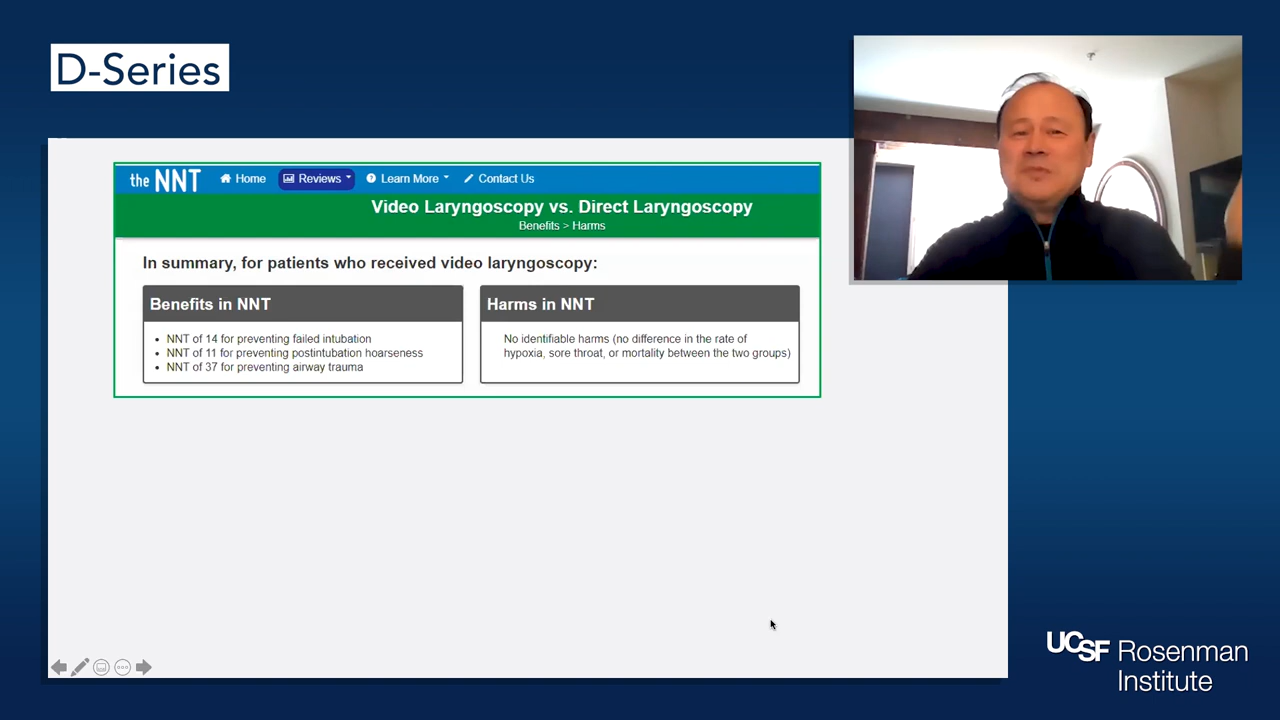 D-Series
the NNT Home Reviews Learn More Contact Us
Video Laryngoscopy vs. Direct Laryngoscopy
Benefits > Harms
In summary, for patients who received video laryngoscopy:
Benefits in NNT
• NNT of 14 for preventing failed intubation
• NNT of 11 for preventing postintubation hoarseness
• NNT of 37 for preventing airway trauma
Harms in NNT
No identifiable harms (no difference in the rate of
hypoxia, sore throat, or mortality between the two groups)
UCSF Rosenman
Institute